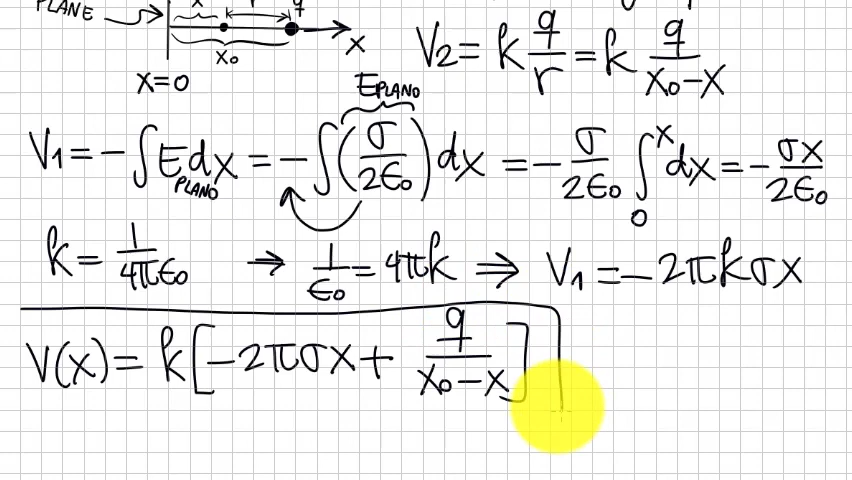 PLANE
x r q
x₀ x
x=0
V₂ = k q/r = k q/(x₀-x)
E_PLANO
V₁ = -∫E_PLANO dx = -∫(σ/2ϵ₀)dx = -σ/2ϵ₀ ∫₀ˣ dx = -σx/2ϵ₀
k = 1/4πϵ₀ → 1/ϵ₀ = 4πk ⇒ V₁ = -2πkσx
V(x) = k[-2πσx + q/(x₀-x)]